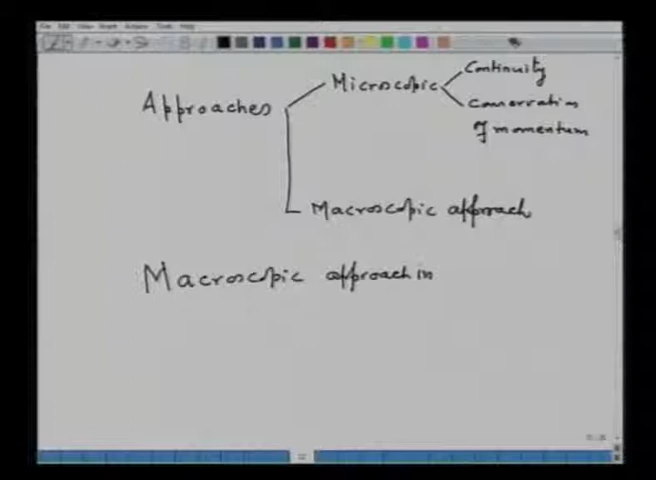 Approaches
Microscopic
Continuity
conservation
of momentum
Macroscopic approach
Macroscopic approach in